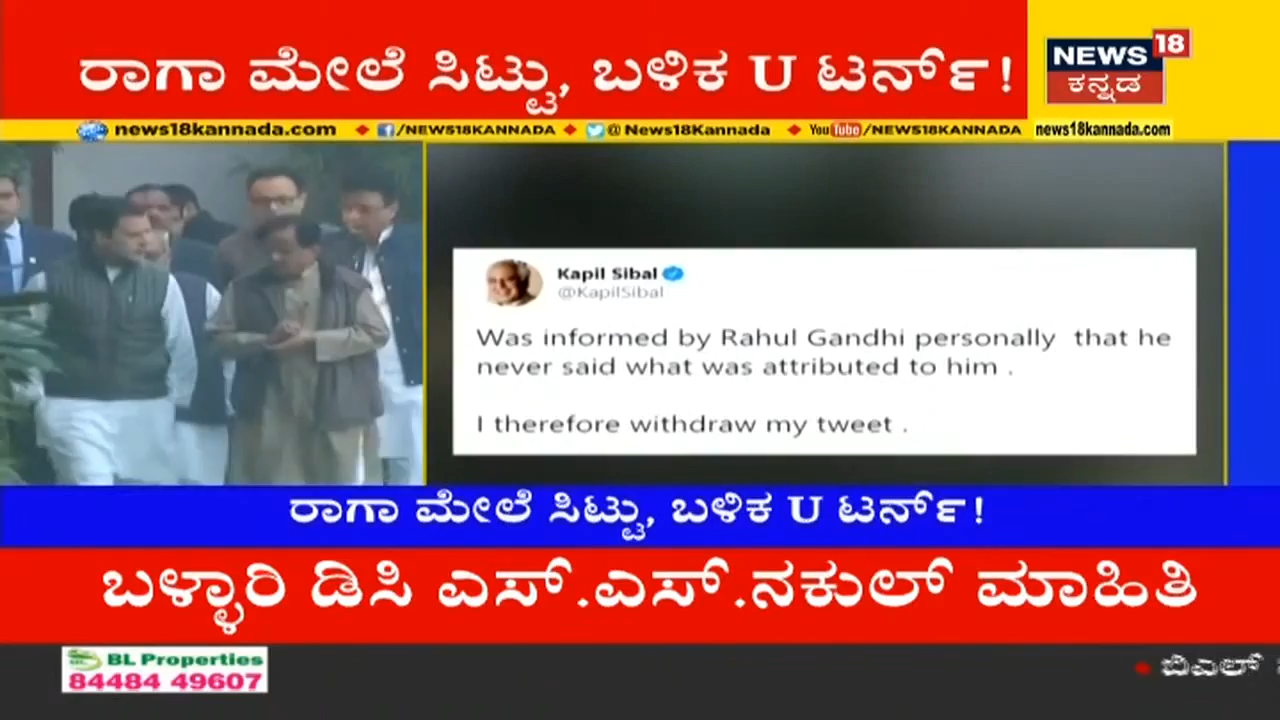 ರಾಗಾ ಮೇಲೆ ಸಿಟ್ಟು, ಬಳಿಕ U ಟರ್ನ್!
NEWS 18
ಕನ್ನಡ
news18kannada.com /NEWS18KANNADA @News18Kannada YouTube/NEWS18KANNADA news18kannada.com
Kapil Sibal
@KapilSibal
Was informed by Rahul Gandhi personally that he
never said what was attributed to him .
I therefore withdraw my tweet .
ರಾಗಾ ಮೇಲೆ ಸಿಟ್ಟು, ಬಳಿಕ U ಟರ್ನ್!
ಬಳ್ಳಾರಿ ಡಿಸಿ ಎಸ್.ಎಸ್.ನಕುಲ್ ಮಾಹಿತಿ
BL Properties
84484 49607
ಬಿಎಲ್